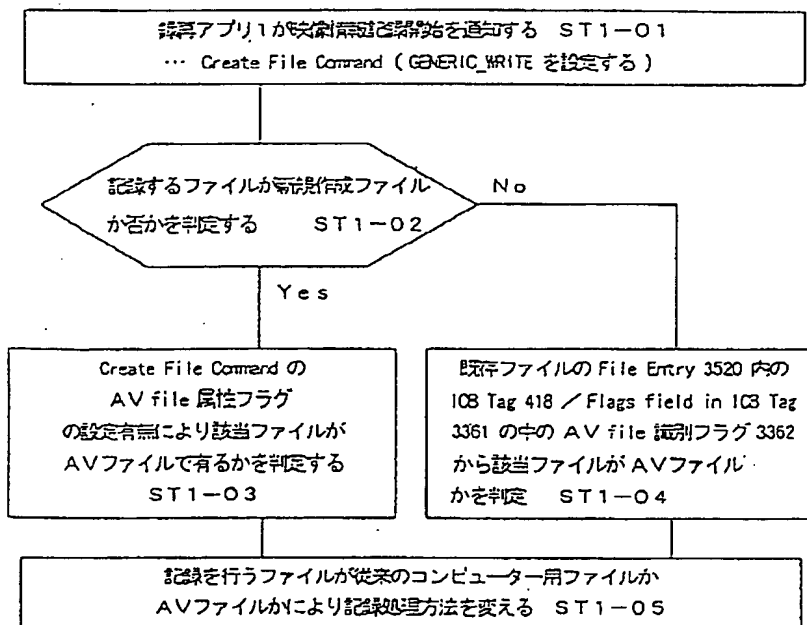 録再アプリ1が映像情報記録開始を通知する ST1-01
… Create File Command ( GENERIC_WRITE を設定する )
記録するファイルが新規作成ファイル
か否かを判定する ST1-02
No
Yes
Create File Command の
AV file 属性フラグ
の設定有無により該当ファイルが
AVファイルで有るかを判定する
ST1-03
既存ファイルの File Entry 3520 内の
ICB Tag 418 ／ Flags field in ICB Tag
3361 の中の AV file 識別フラグ 3362
から該当ファイルがAVファイル
かを判定 ST1-04
記録を行うファイルが従来のコンピューター用ファイルか
AVファイルかにより記録処理方法を変える ST1-05